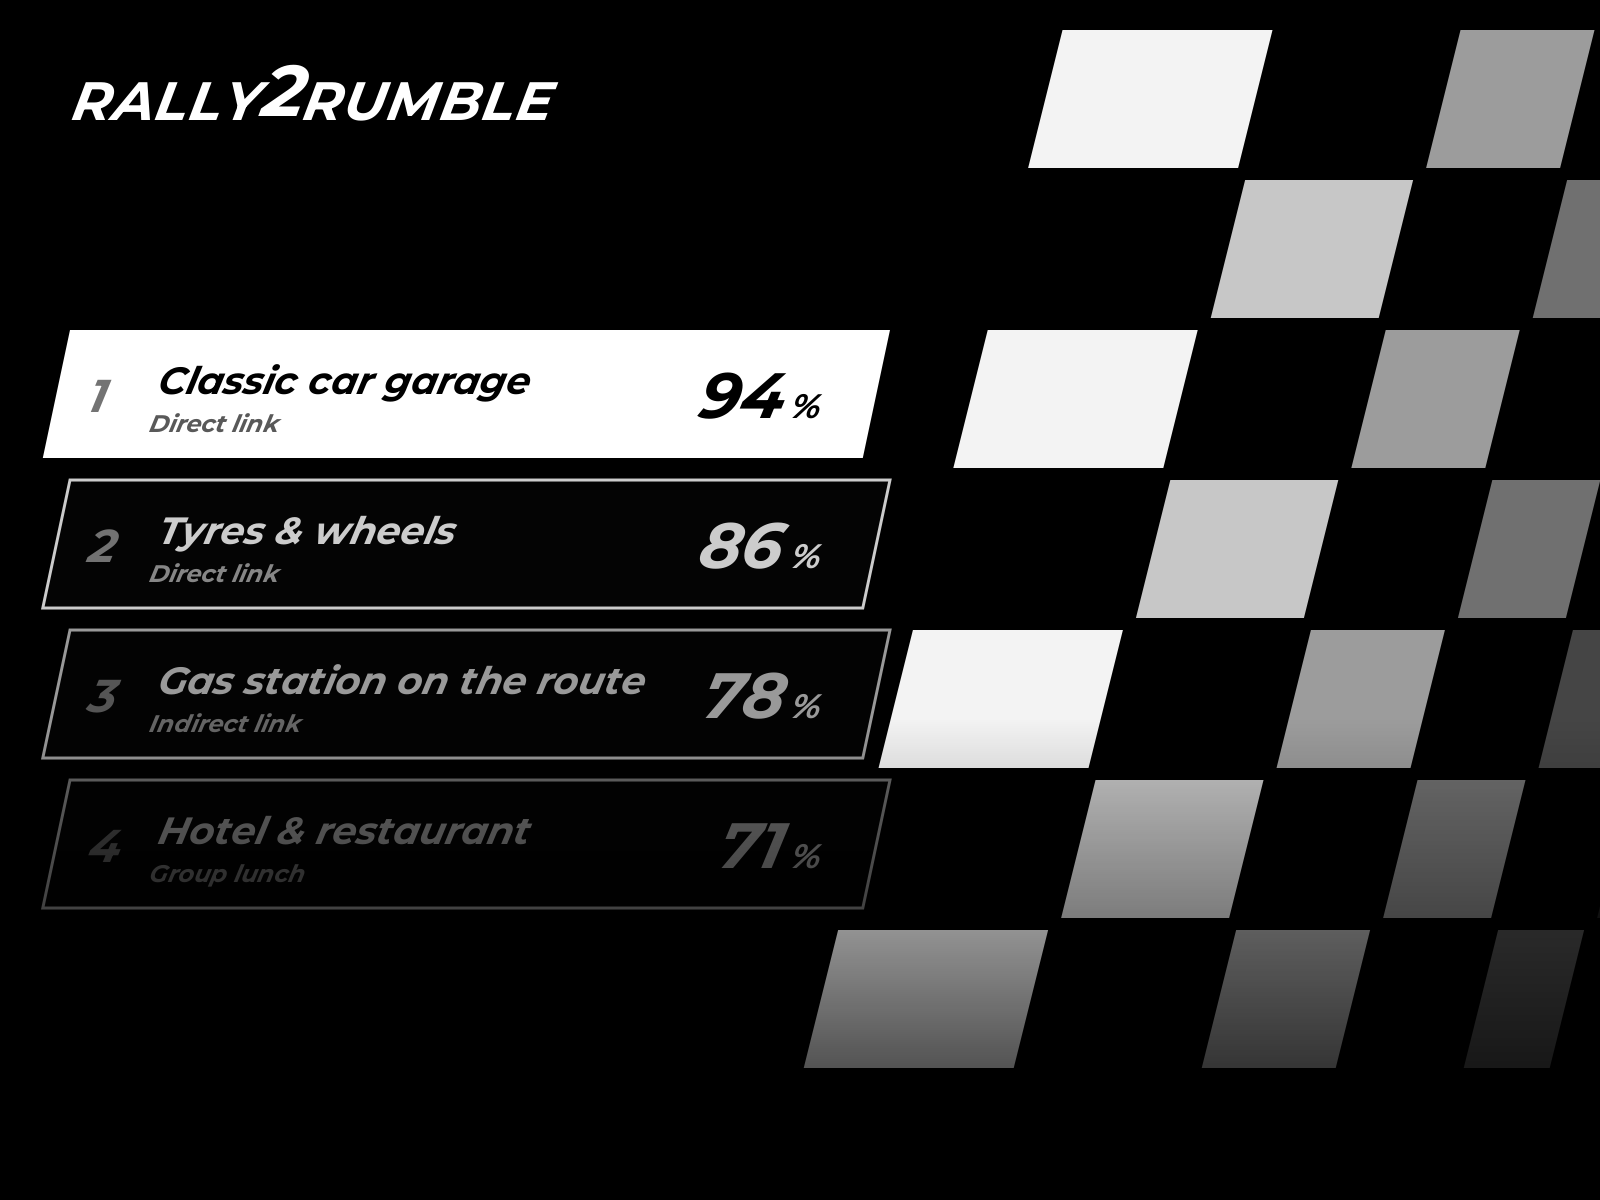 RALLY2RUMBLE
1 Classic car garage 94 %
Direct link
2 Tyres & wheels 86 %
Direct link
3 Gas station on the route 78 %
Indirect link
4 Hotel & restaurant 71 %
Group lunch